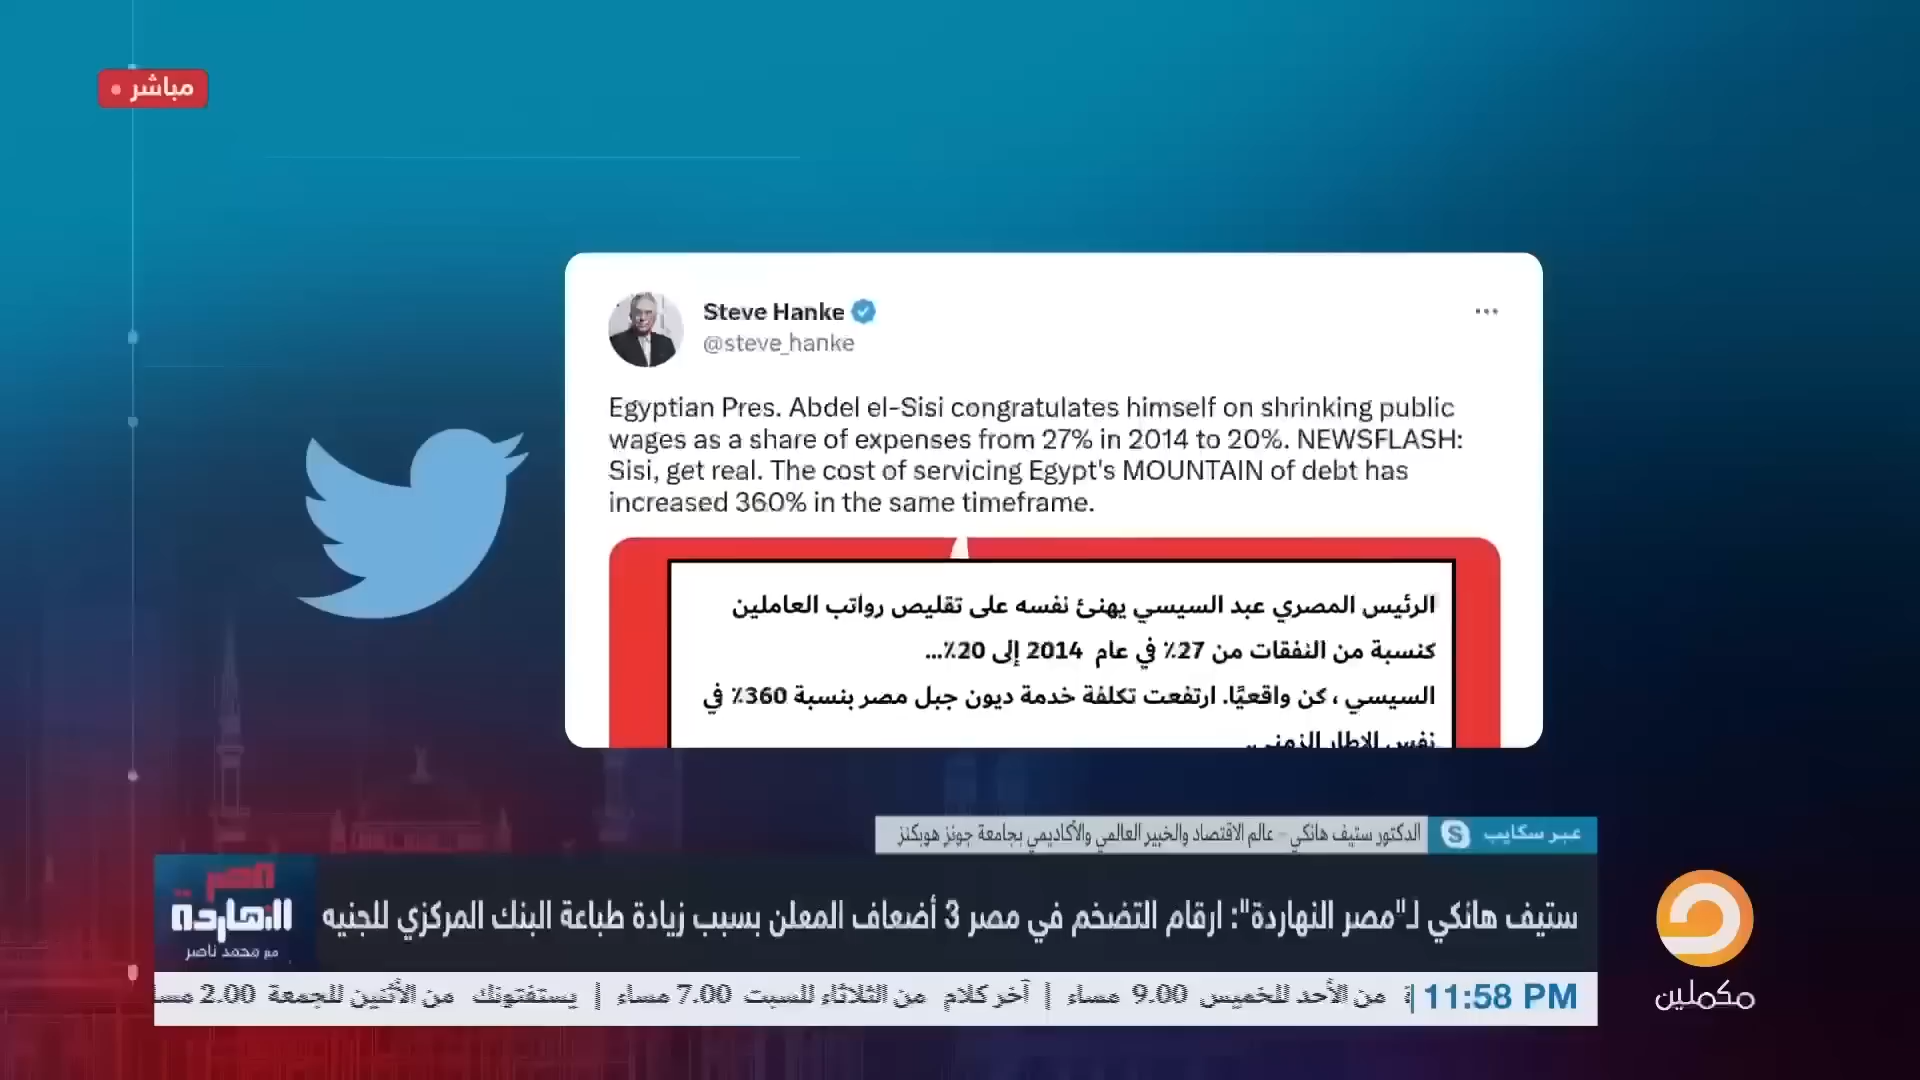 مباشر
Steve Hanke
@steve_hanke
Egyptian Pres. Abdel el-Sisi congratulates himself on shrinking public
wages as a share of expenses from 27% in 2014 to 20%. NEWSFLASH:
Sisi, get real. The cost of servicing Egypt's MOUNTAIN of debt has
increased 360% in the same timeframe.
الرئيس المصري عبد السيسي يهنئ نفسه على تقليص رواتب العاملين
كنسبة من النفقات من 27٪ في عام 2014 إلى 20٪...
السيسي ، كن واقعيًا. ارتفعت تكلفة خدمة ديون جبل مصر بنسبة 360٪ في
نفس الإطار الزمني.
عبر سكايب
الدكتور ستيف هانكي - عالم الاقتصاد والخبير العالمي والأكاديمي بجامعة جونز هوبكنز
مصر
النهاردة
مع محمد ناصر
ستيف هانكي لـ"مصر النهاردة": ارقام التضخم في مصر 3 أضعاف المعلن بسبب زيادة طباعة البنك المركزي للجنيه
11:58 PM
من الأحد للخميس 9.00 مساء | آخر كلام من الثلاثاء للسبت 7.00 مساء | يستفتونك من الأثنين للجمعة 2.00
مكملين